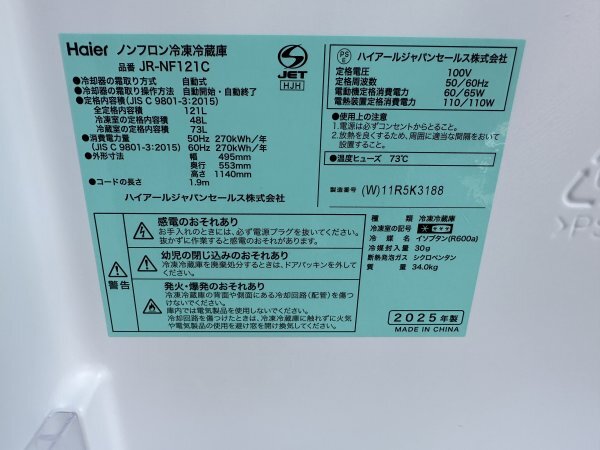 Haier ノンフロン冷凍冷蔵庫
品番 JR-NF121C
JET
HJH
●冷却器の霜取り方式 自動式
●冷却器の霜取り操作方法 自動開始・自動終了
●定格内容積(JIS C 9801-3:2015)
全定格内容積 121L
冷凍室の定格内容積 48L
冷蔵室の定格内容積 73L
●消費電力量 50Hz 270kWh/年
(JIS C 9801-3:2015) 60Hz 270kWh/年
●外形寸法 幅 495mm
奥行 553mm
高さ 1140mm
●コードの長さ 1.9m
ハイアールジャパンセールス株式会社
PS
E
ハイアールジャパンセールス株式会社
定格電圧 100V
定格周波数 50/60Hz
電動機定格消費電力 60/65W
電熱装置定格消費電力 110/110W
●使用上の注意
1.電源は必ずコンセントからとること。
2.放熱を良くするため、周囲に適当な間隔をおいて
設置すること。
●温度ヒューズ 73℃
製造番号 (W)11R5K3188
警告
感電のおそれあり
お手入れのときには、必ず電源プラグを抜いてください。
抜かずに作業すると感電のおそれがあります。
幼児の閉じ込みのおそれあり
冷凍冷蔵庫を廃棄処分するときは、ドアパッキンを外してください。
発火・爆発のおそれあり
冷凍冷蔵庫の背面や側面にある冷却回路（配管）を傷つけないでください。
庫内では電気製品を使用しないでください。
冷却回路を傷つけたときは、冷凍冷蔵庫に触れずに火気
や電気製品の使用を避け窓を開け換気してください。
種類 冷凍冷蔵庫
冷凍室の記号
冷媒 イソブタン(R600a)
冷媒封入量 30g
断熱発泡ガス シクロペンタン
質量 34.0kg
2025年製
MADE IN CHINA
>PS